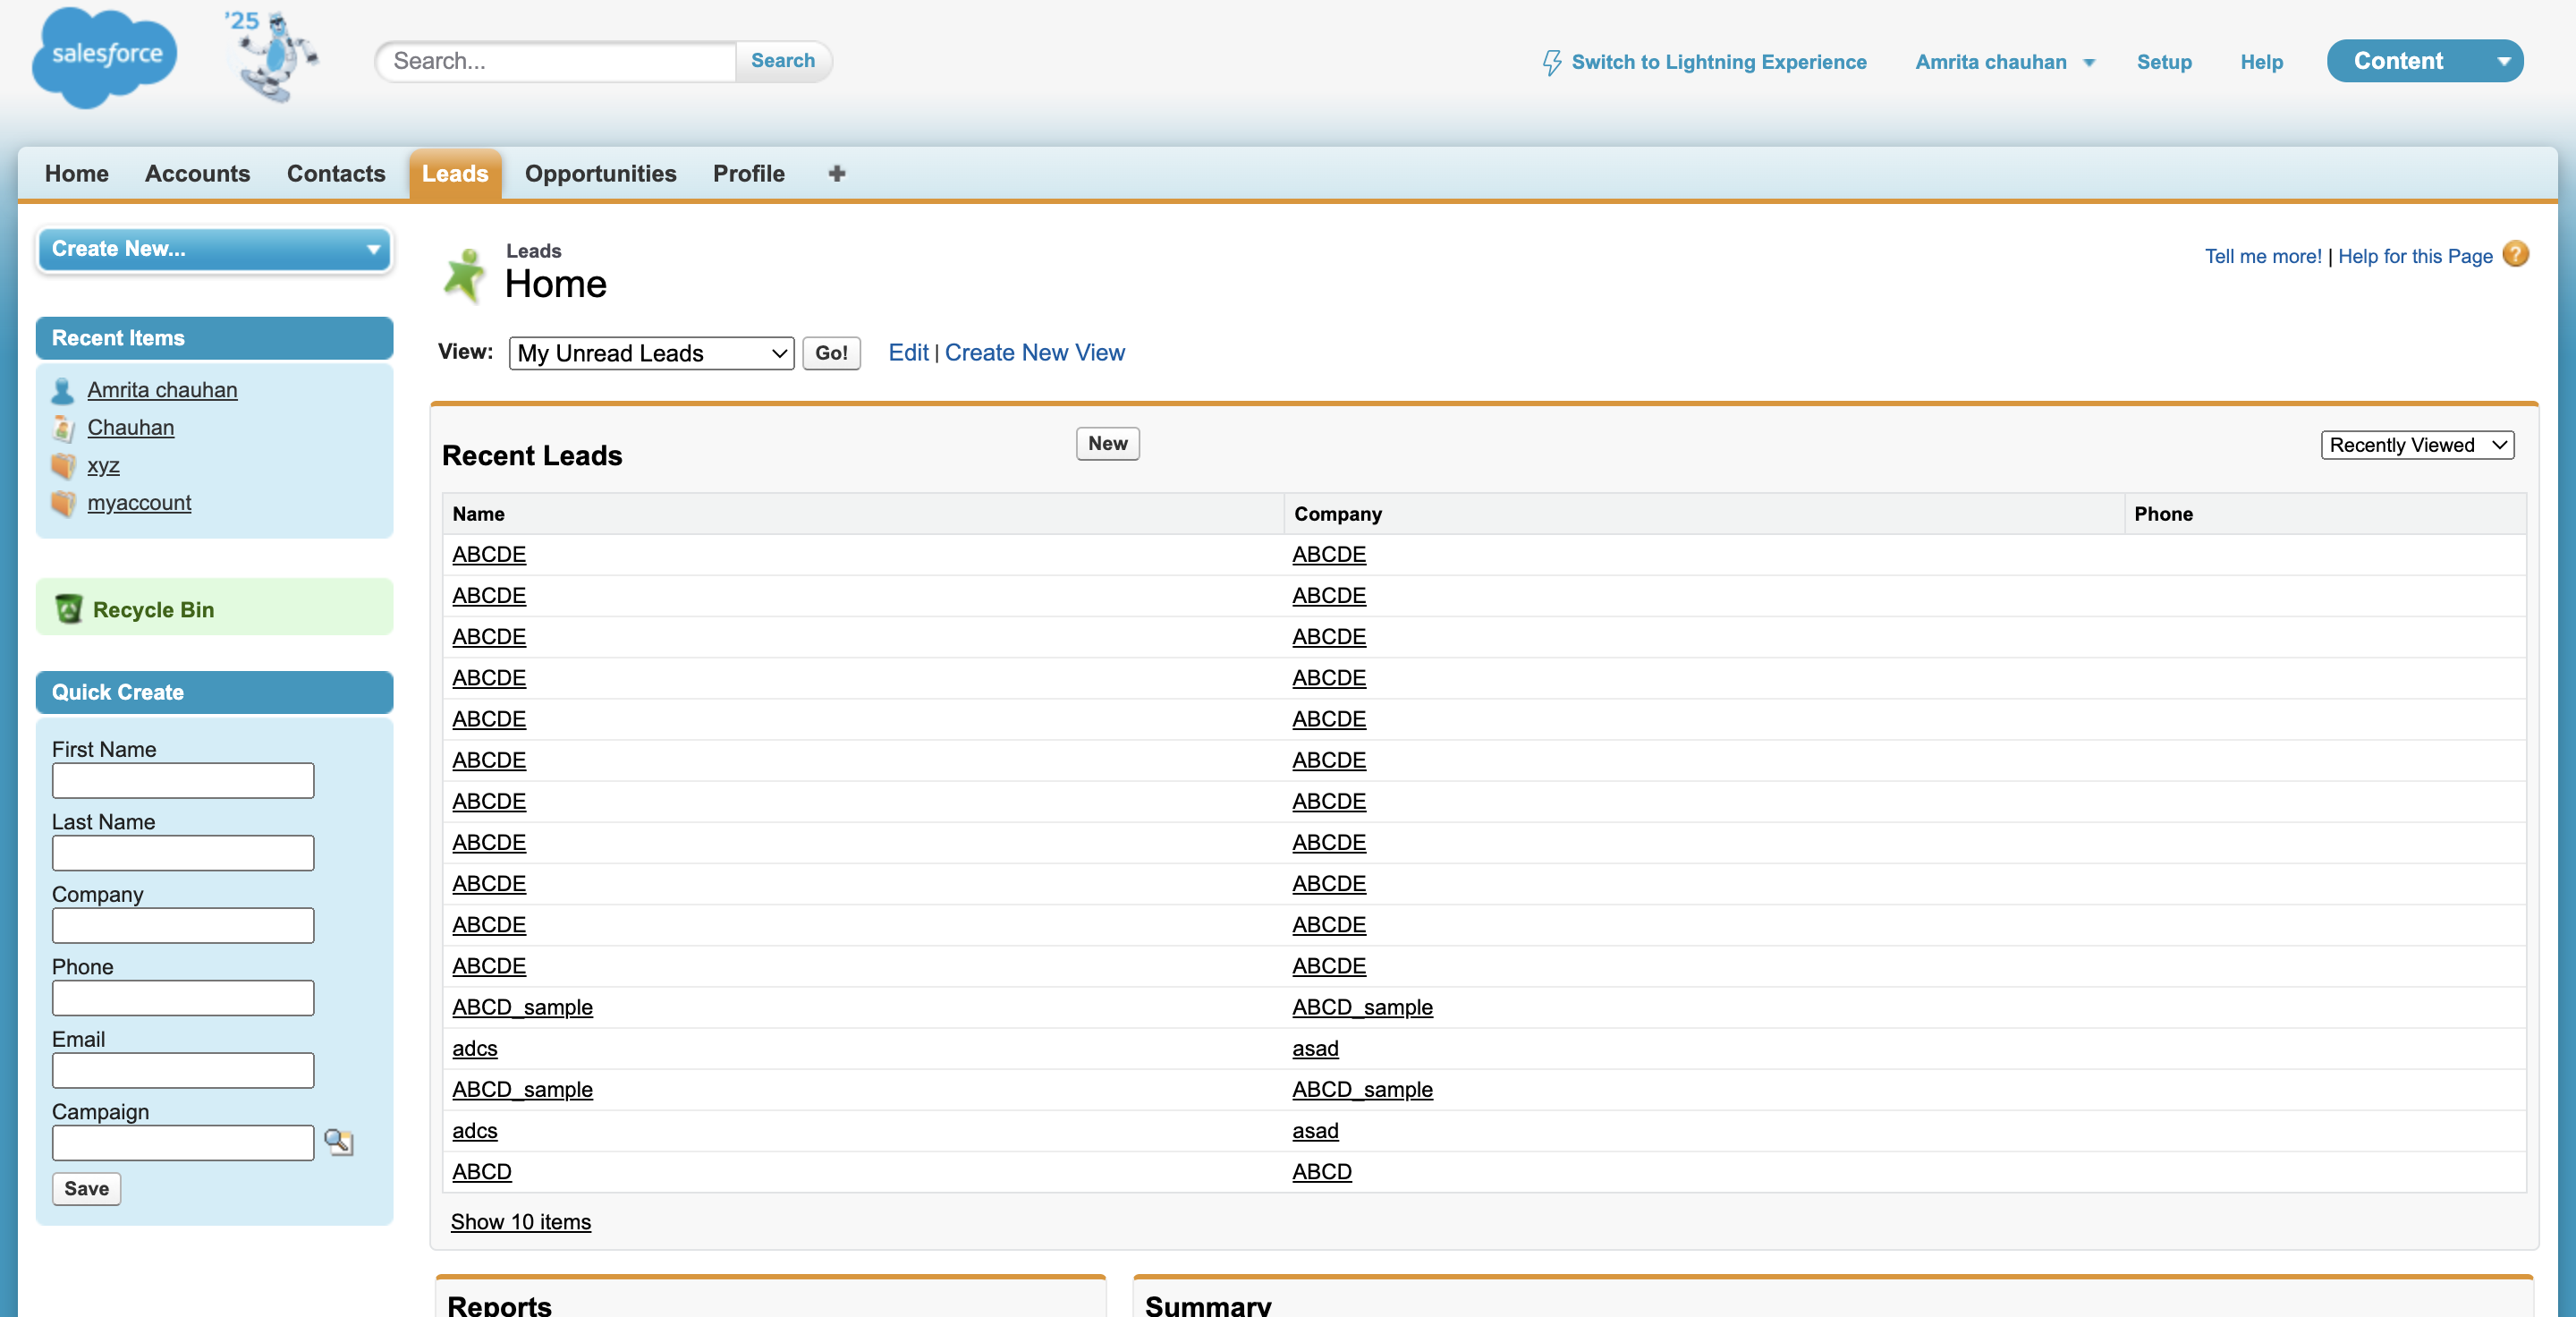 salesforce
'25
Search...
Search
Switch to Lightning Experience
Amrita chauhan
Setup
Help
Content
Home
Accounts
Contacts
Leads
Opportunities
Profile
Create New...
Recent Items
Amrita chauhan
Chauhan
xyz
myaccount
Recycle Bin
Quick Create
First Name
Last Name
Company
Phone
Email
Campaign
Save
Leads
Home
Tell me more! | Help for this Page
View: My Unread Leads Go! Edit | Create New View
Recent Leads
New
Recently Viewed
Name Company Phone
ABCDE ABCDE
ABCDE ABCDE
ABCDE ABCDE
ABCDE ABCDE
ABCDE ABCDE
ABCDE ABCDE
ABCDE ABCDE
ABCDE ABCDE
ABCDE ABCDE
ABCDE ABCDE
ABCDE ABCDE
ABCD_sample ABCD_sample
adcs asad
ABCD_sample ABCD_sample
adcs asad
ABCD ABCD
Show 10 items
Reports
Summary